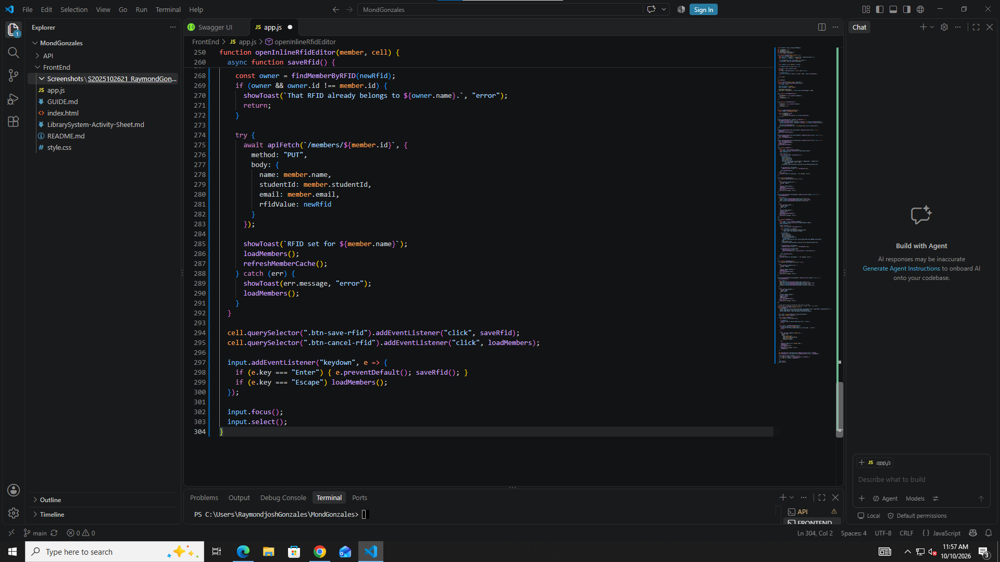 File Edit Selection View Go Run Terminal Help
MondGonzales
Sign In
Explorer
MondGonzales
API
FrontEnd
Screenshots\S2025102621_RaymondGon...
JS app.js
GUIDE.md
<> index.html
LibrarySystem-Activity-Sheet.md
README.md
# style.css
Outline
Timeline
Swagger UI
JS app.js
FrontEnd > JS app.js > openInlineRfidEditor
250 function openInlineRfidEditor(member, cell) {
260 async function saveRfid() {
268 const owner = findMemberByRFID(newRfid);
269 if (owner && owner.id !== member.id) {
270 showToast(`That RFID already belongs to ${owner.name}.`, "error");
271 return;
272 }
273
274 try {
275 await apiFetch(`/members/${member.id}`, {
276 method: "PUT",
277 body: {
278 name: member.name,
279 studentId: member.studentId,
280 email: member.email,
281 rfidValue: newRfid
282 }
283 });
284
285 showToast(`RFID set for ${member.name}`);
286 loadMembers();
287 refreshMemberCache();
288 } catch (err) {
289 showToast(err.message, "error");
290 loadMembers();
291 }
292 }
293
294 cell.querySelector(".btn-save-rfid").addEventListener("click", saveRfid);
295 cell.querySelector(".btn-cancel-rfid").addEventListener("click", loadMembers);
296
297 input.addEventListener("keydown", e => {
298 if (e.key === "Enter") { e.preventDefault(); saveRfid(); }
299 if (e.key === "Escape") loadMembers();
300 });
301
302 input.focus();
303 input.select();
304 }
Problems Output Debug Console Terminal Ports
PS C:\Users\RaymondjoshGonzales\MondGonzales>
API
FRONTEND
Chat
Build with Agent
AI responses may be inaccurate
Generate Agent Instructions to onboard AI
onto your codebase.
JS app.js
Describe what to build
Agent Models
Local Default permissions
main 0 0
Ln 304, Col 2 Spaces: 4 UTF-8 CRLF {} JavaScript
Type here to search
11:57 AM
10/10/2026
3
1